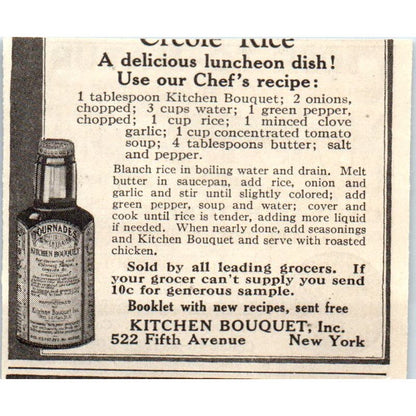 Creole Rice
A delicious luncheon dish!
Use our Chef's recipe:
1 tablespoon Kitchen Bouquet; 2 onions,
chopped; 3 cups water; 1 green pepper,
chopped; 1 cup rice; 1 minced clove
garlic; 1 cup concentrated tomato
soup; 4 tablespoons butter; salt
and pepper.
Blanch rice in boiling water and drain. Melt
butter in saucepan, add rice, onion and
garlic and stir until slightly colored; add
green pepper, soup and water; cover and
cook until rice is tender, adding more liquid
if needed. When nearly done, add seasonings
and Kitchen Bouquet and serve with roasted
chicken.
Sold by all leading grocers. If
your grocer can't supply you send
10c for generous sample.
Booklet with new recipes, sent free
KITCHEN BOUQUET, Inc.
522 Fifth Avenue New York
TOURNADES
KITCHEN BOUQUET
Kitchen Bouquet Inc.